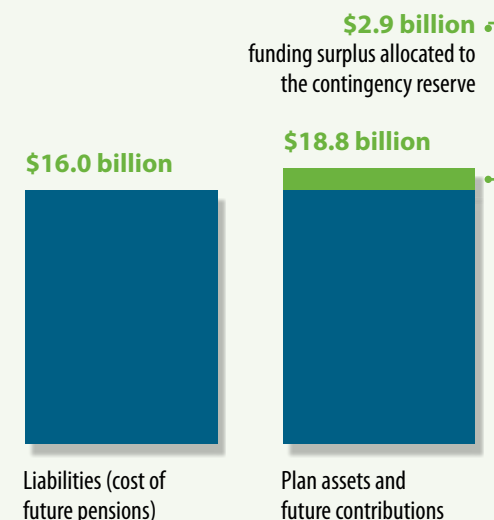 $2.9 billion
funding surplus allocated to
the contingency reserve
$18.8 billion
$16.0 billion
Liabilities (cost of
future pensions)
Plan assets and
future contributions